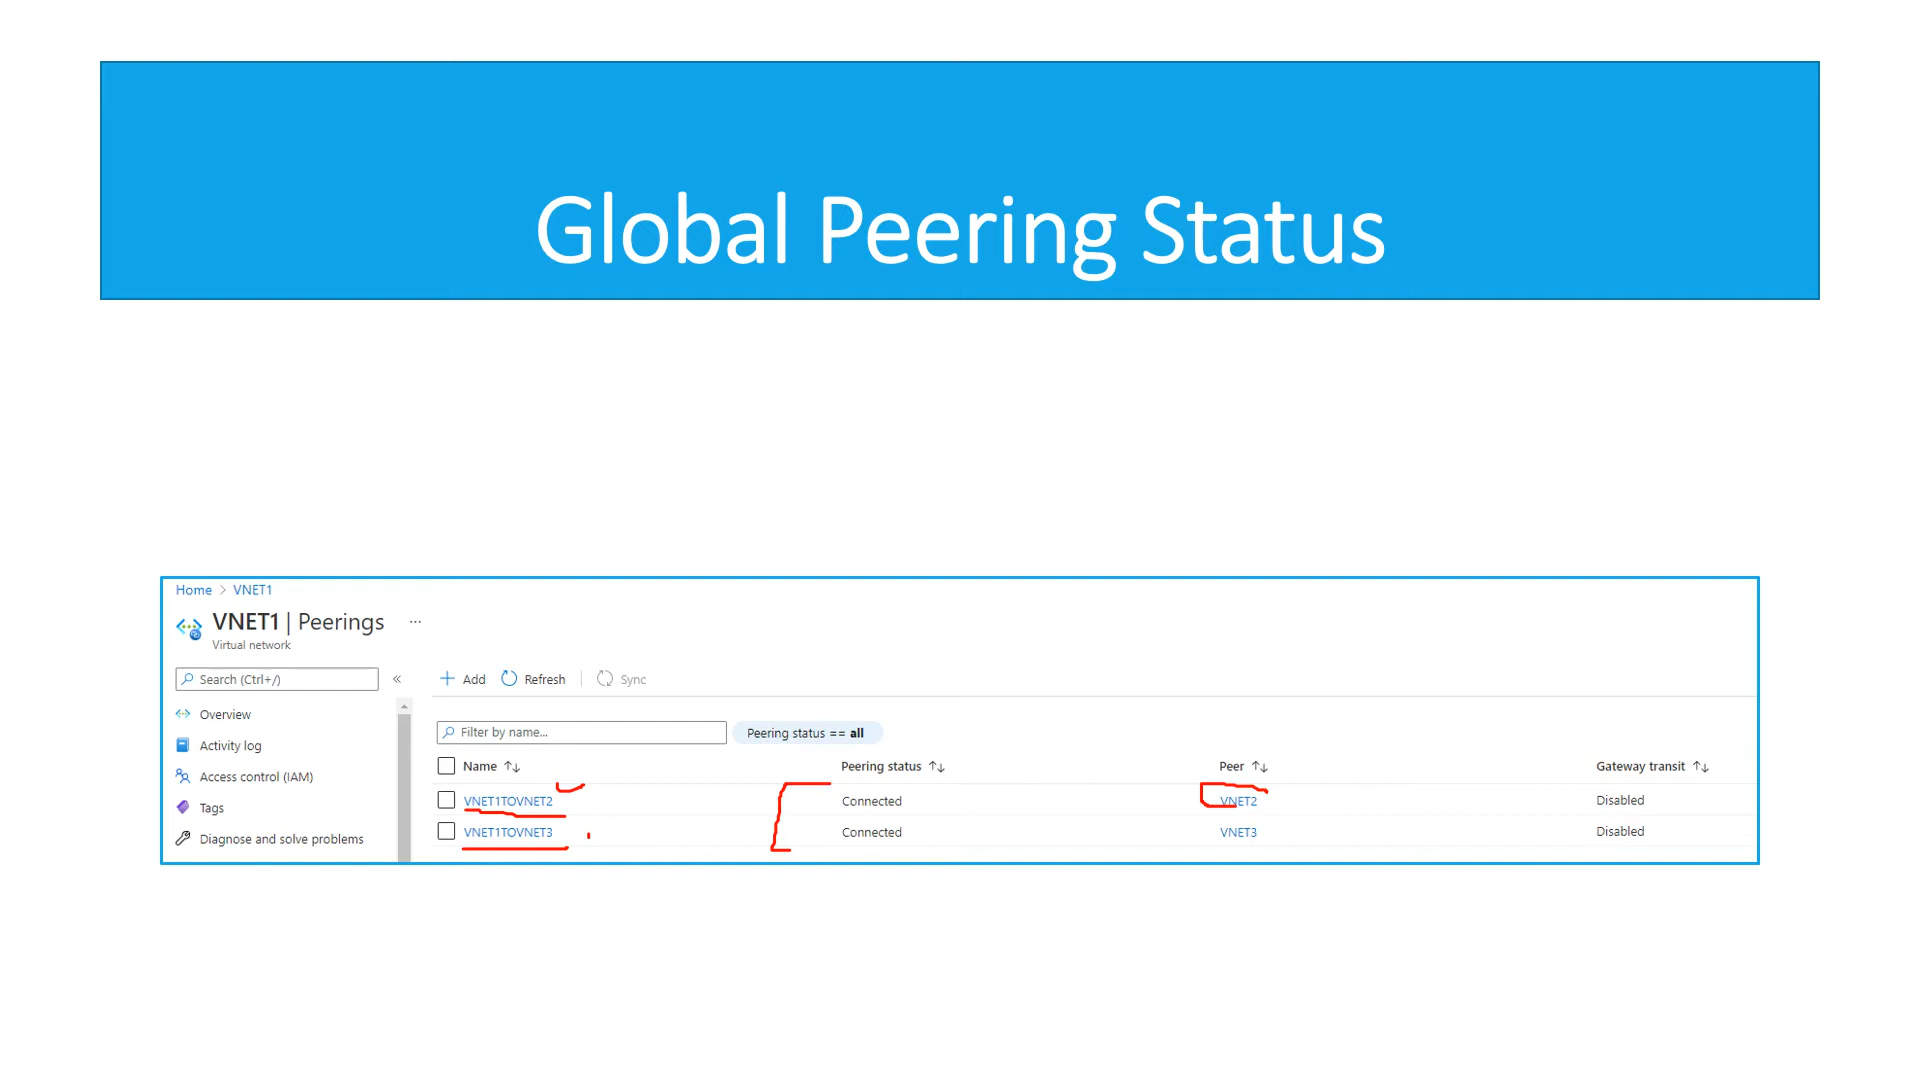 Global Peering Status
Home > VNET1
VNET1 | Peerings ...
Virtual network
Search (Ctrl+/) «
Add Refresh Sync
Overview
Activity log
Access control (IAM)
Tags
Diagnose and solve problems
Filter by name... Peering status == all
Name ↑↓ Peering status ↑↓ Peer ↑↓ Gateway transit ↑↓
VNET1TOVNET2 Connected VNET2 Disabled
VNET1TOVNET3 Connected VNET3 Disabled